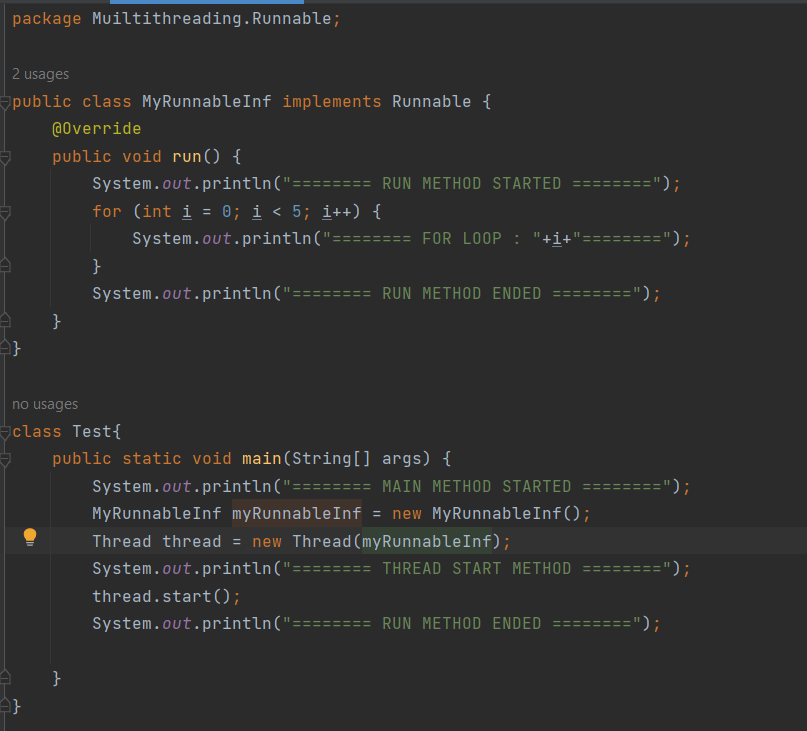 package Muiltithreading.Runnable;
2 usages
public class MyRunnableInf implements Runnable {
    @Override
    public void run() {
        System.out.println("======== RUN METHOD STARTED ========");
        for (int i = 0; i < 5; i++) {
            System.out.println("======== FOR LOOP : "+i+"========");
        }
        System.out.println("======== RUN METHOD ENDED ========");
    }
}
no usages
class Test{
    public static void main(String[] args) {
        System.out.println("======== MAIN METHOD STARTED ========");
        MyRunnableInf myRunnableInf = new MyRunnableInf();
        Thread thread = new Thread(myRunnableInf);
        System.out.println("======== THREAD START METHOD ========");
        thread.start();
        System.out.println("======== RUN METHOD ENDED ========");
    }
}